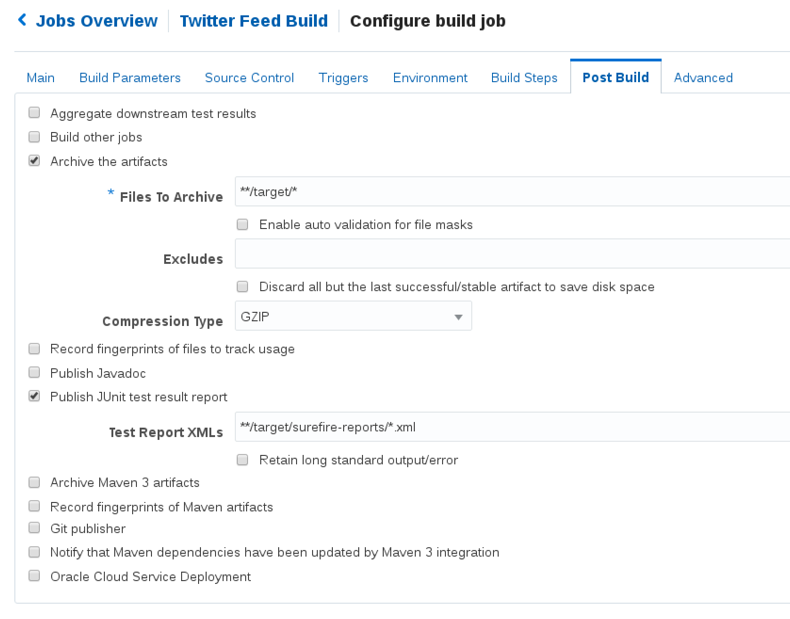 Jobs Overview Twitter Feed Build Configure build job
Main Build Parameters Source Control Triggers Environment Build Steps Post Build Advanced
Aggregate downstream test results
Build other jobs
Archive the artifacts
* Files To Archive **/target/*
Enable auto validation for file masks
Excludes
Discard all but the last successful/stable artifact to save disk space
Compression Type GZIP
Record fingerprints of files to track usage
Publish Javadoc
Publish JUnit test result report
Test Report XMLs **/target/surefire-reports/*.xml
Retain long standard output/error
Archive Maven 3 artifacts
Record fingerprints of Maven artifacts
Git publisher
Notify that Maven dependencies have been updated by Maven 3 integration
Oracle Cloud Service Deployment